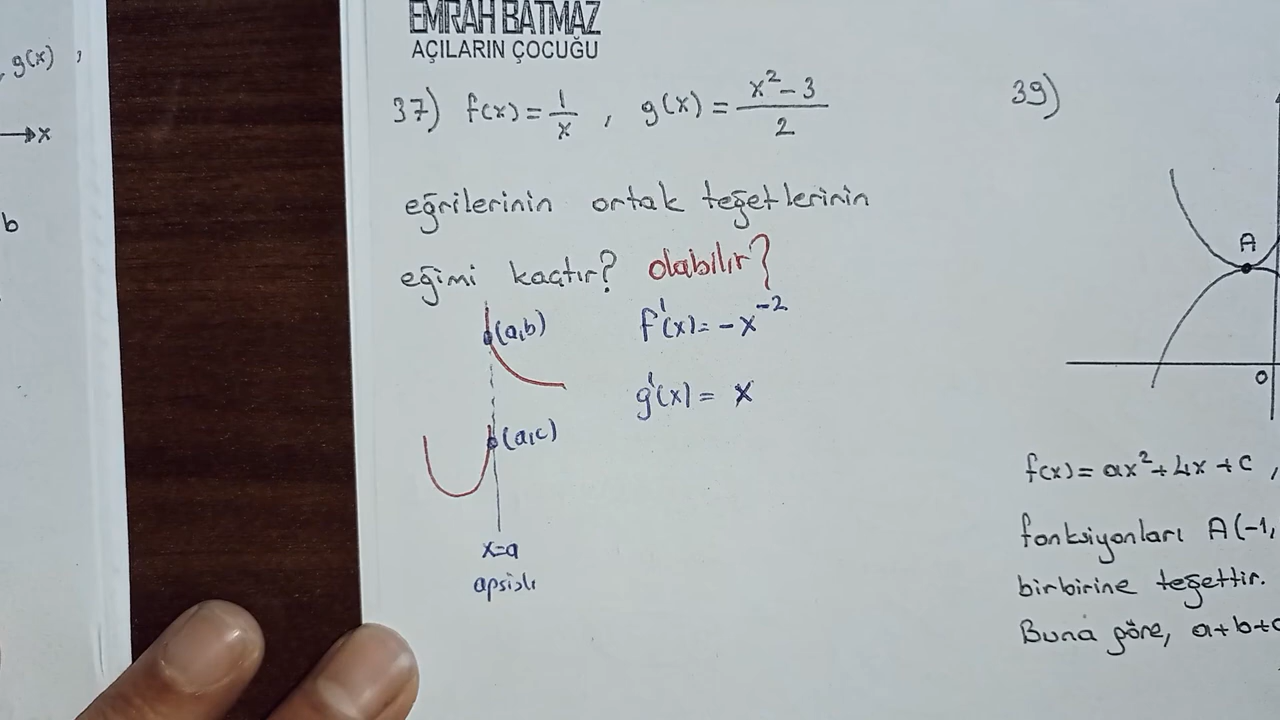 , g(x) ,
x
b
EMRAH BATMAZ
AÇILARIN ÇOCUĞU
37) f(x) = 1/x , g(x) = x² - 3 / 2
eğrilerinin ortak teğetlerinin
eğimi kaçtır? olabilir?
(a,b)
f'(x) = -x⁻²
g'(x) = x
(a,c)
x=a
apsisli
39)
A
O
f(x) = ax² + 4x + c ,
fonksiyonları A(-1,
birbirine teğettir.
Buna göre, a+b+c